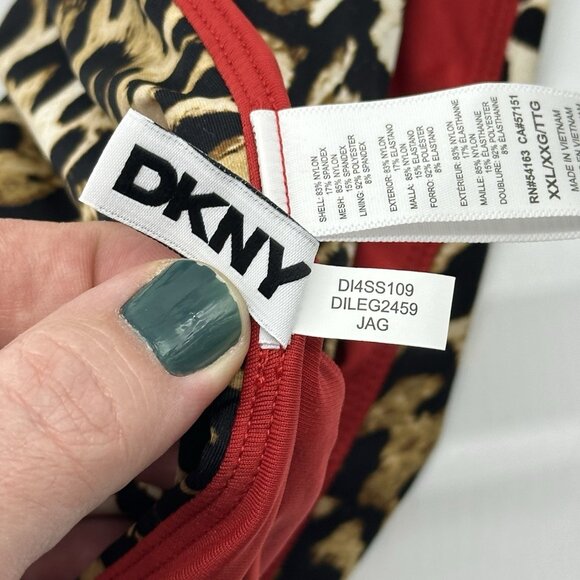 DKNY
DI4SS109
DILEG2459
JAG
SHELL: 83% NYLON
17% SPANDEX
MESH: 85% NYLON
15% SPANDEX
LINING: 92% POLYESTER
8% SPANDEX
EXTERIOR: 83% NYLON
17% ELASTANO
MALLA: 85% NYLON
15% ELASTANO
FORRO: 92% POLIESTER
8% ELASTANO
EXTÉRIEUR: 83% NYLON
17% ÉLASTHANNE
MAILLE: 85% NYLON
15% ÉLASTHANNE
DOUBLURE: 92% POLYESTER
8% ÉLASTHANNE
RN#54163 CA#57151
XXL/XXG/TTG
MADE IN VIETNAM